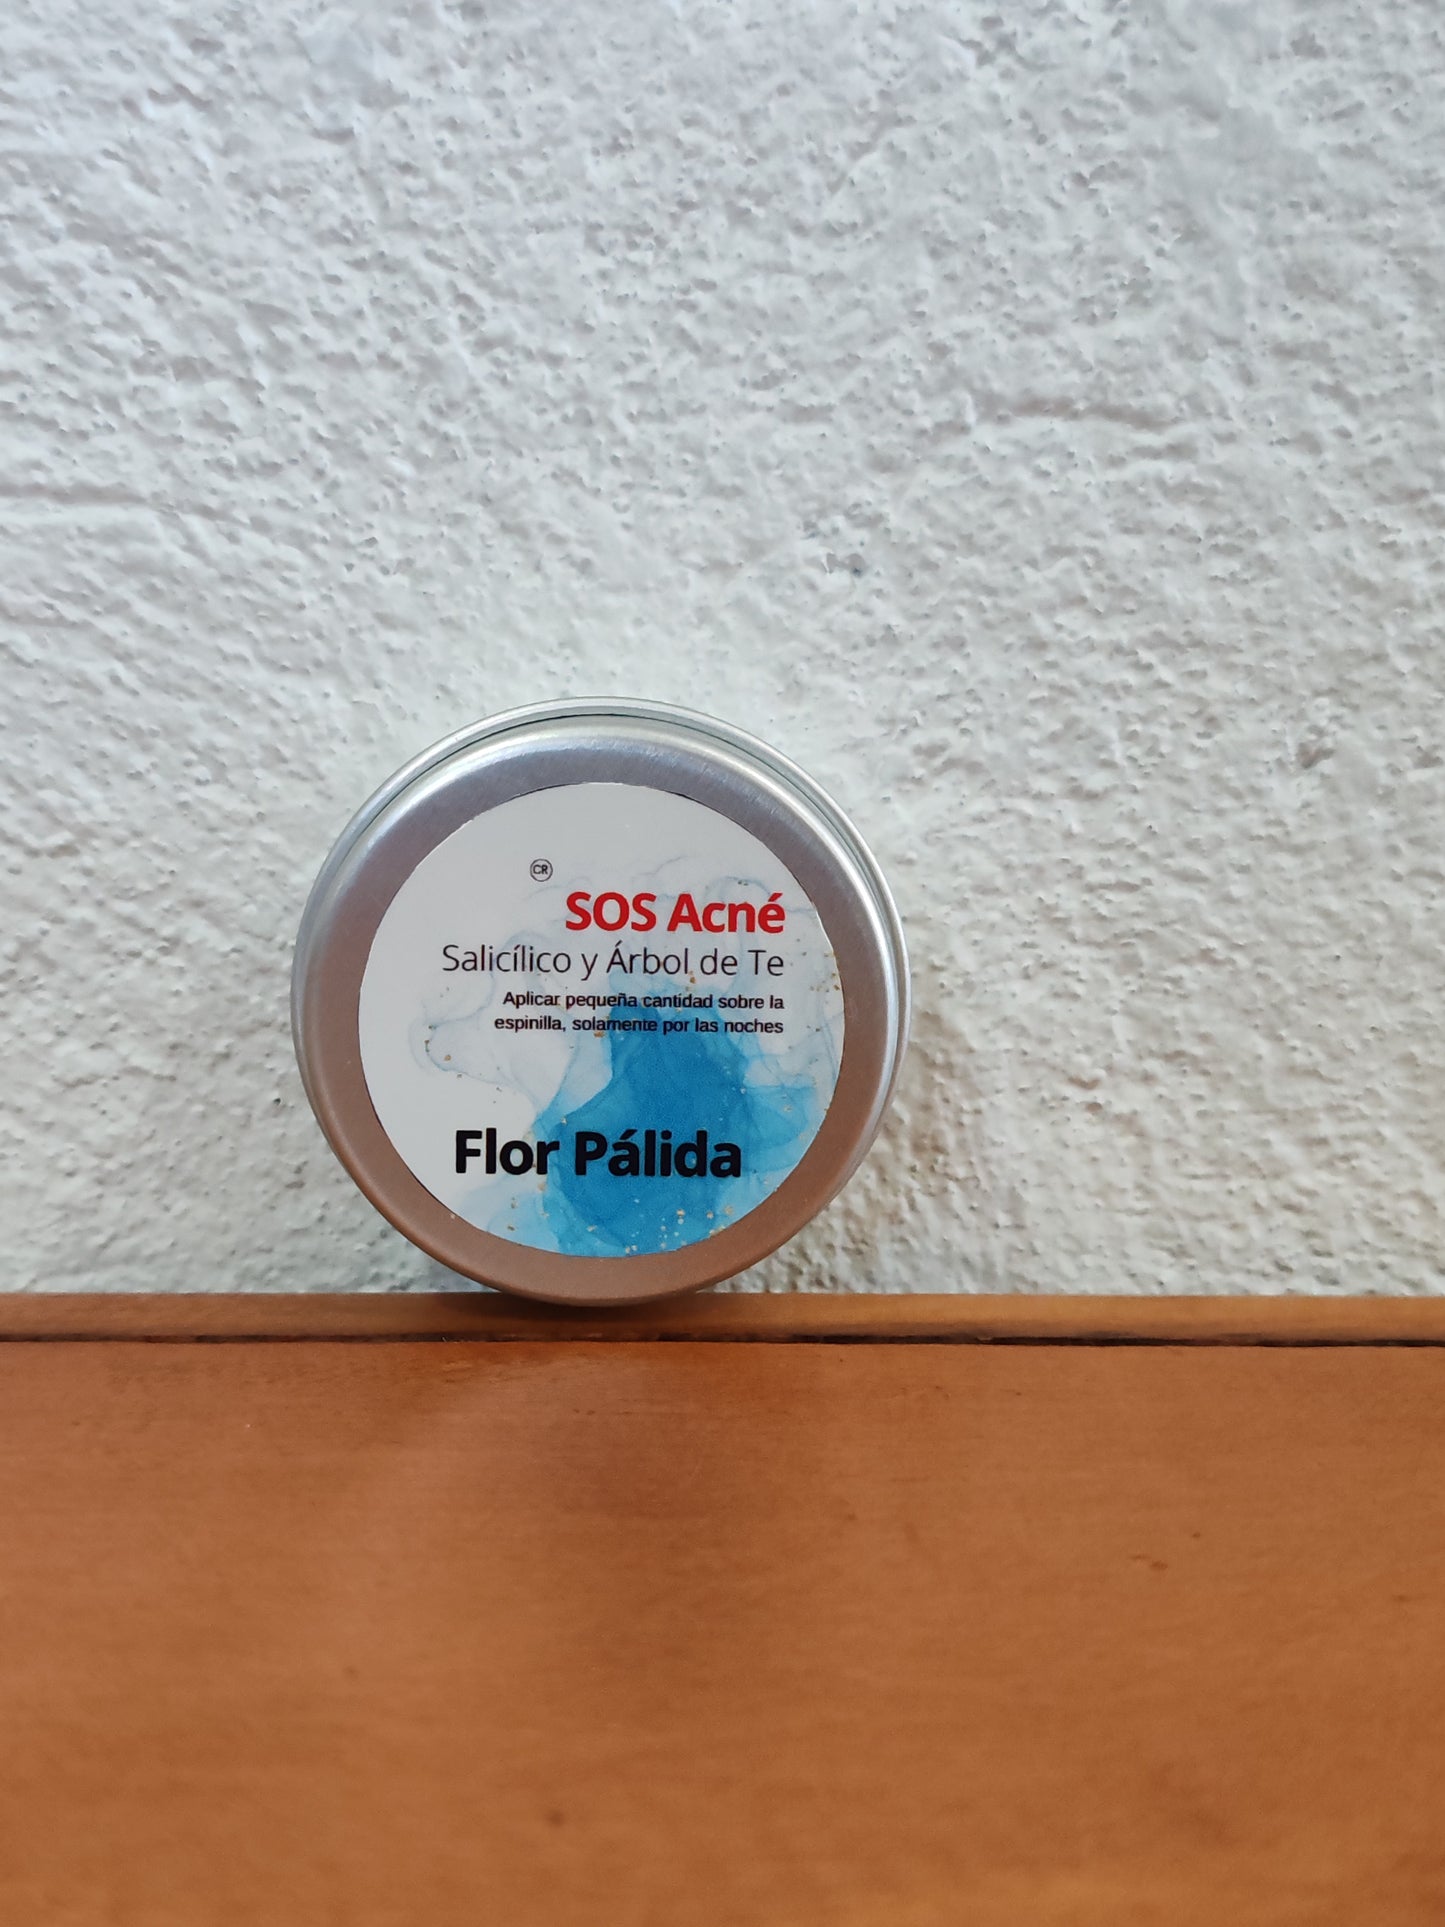 CR
SOS Acné
Salicílico y Árbol de Te
Aplicar pequeña cantidad sobre la
espinilla, solamente por las noches
Flor Pálida